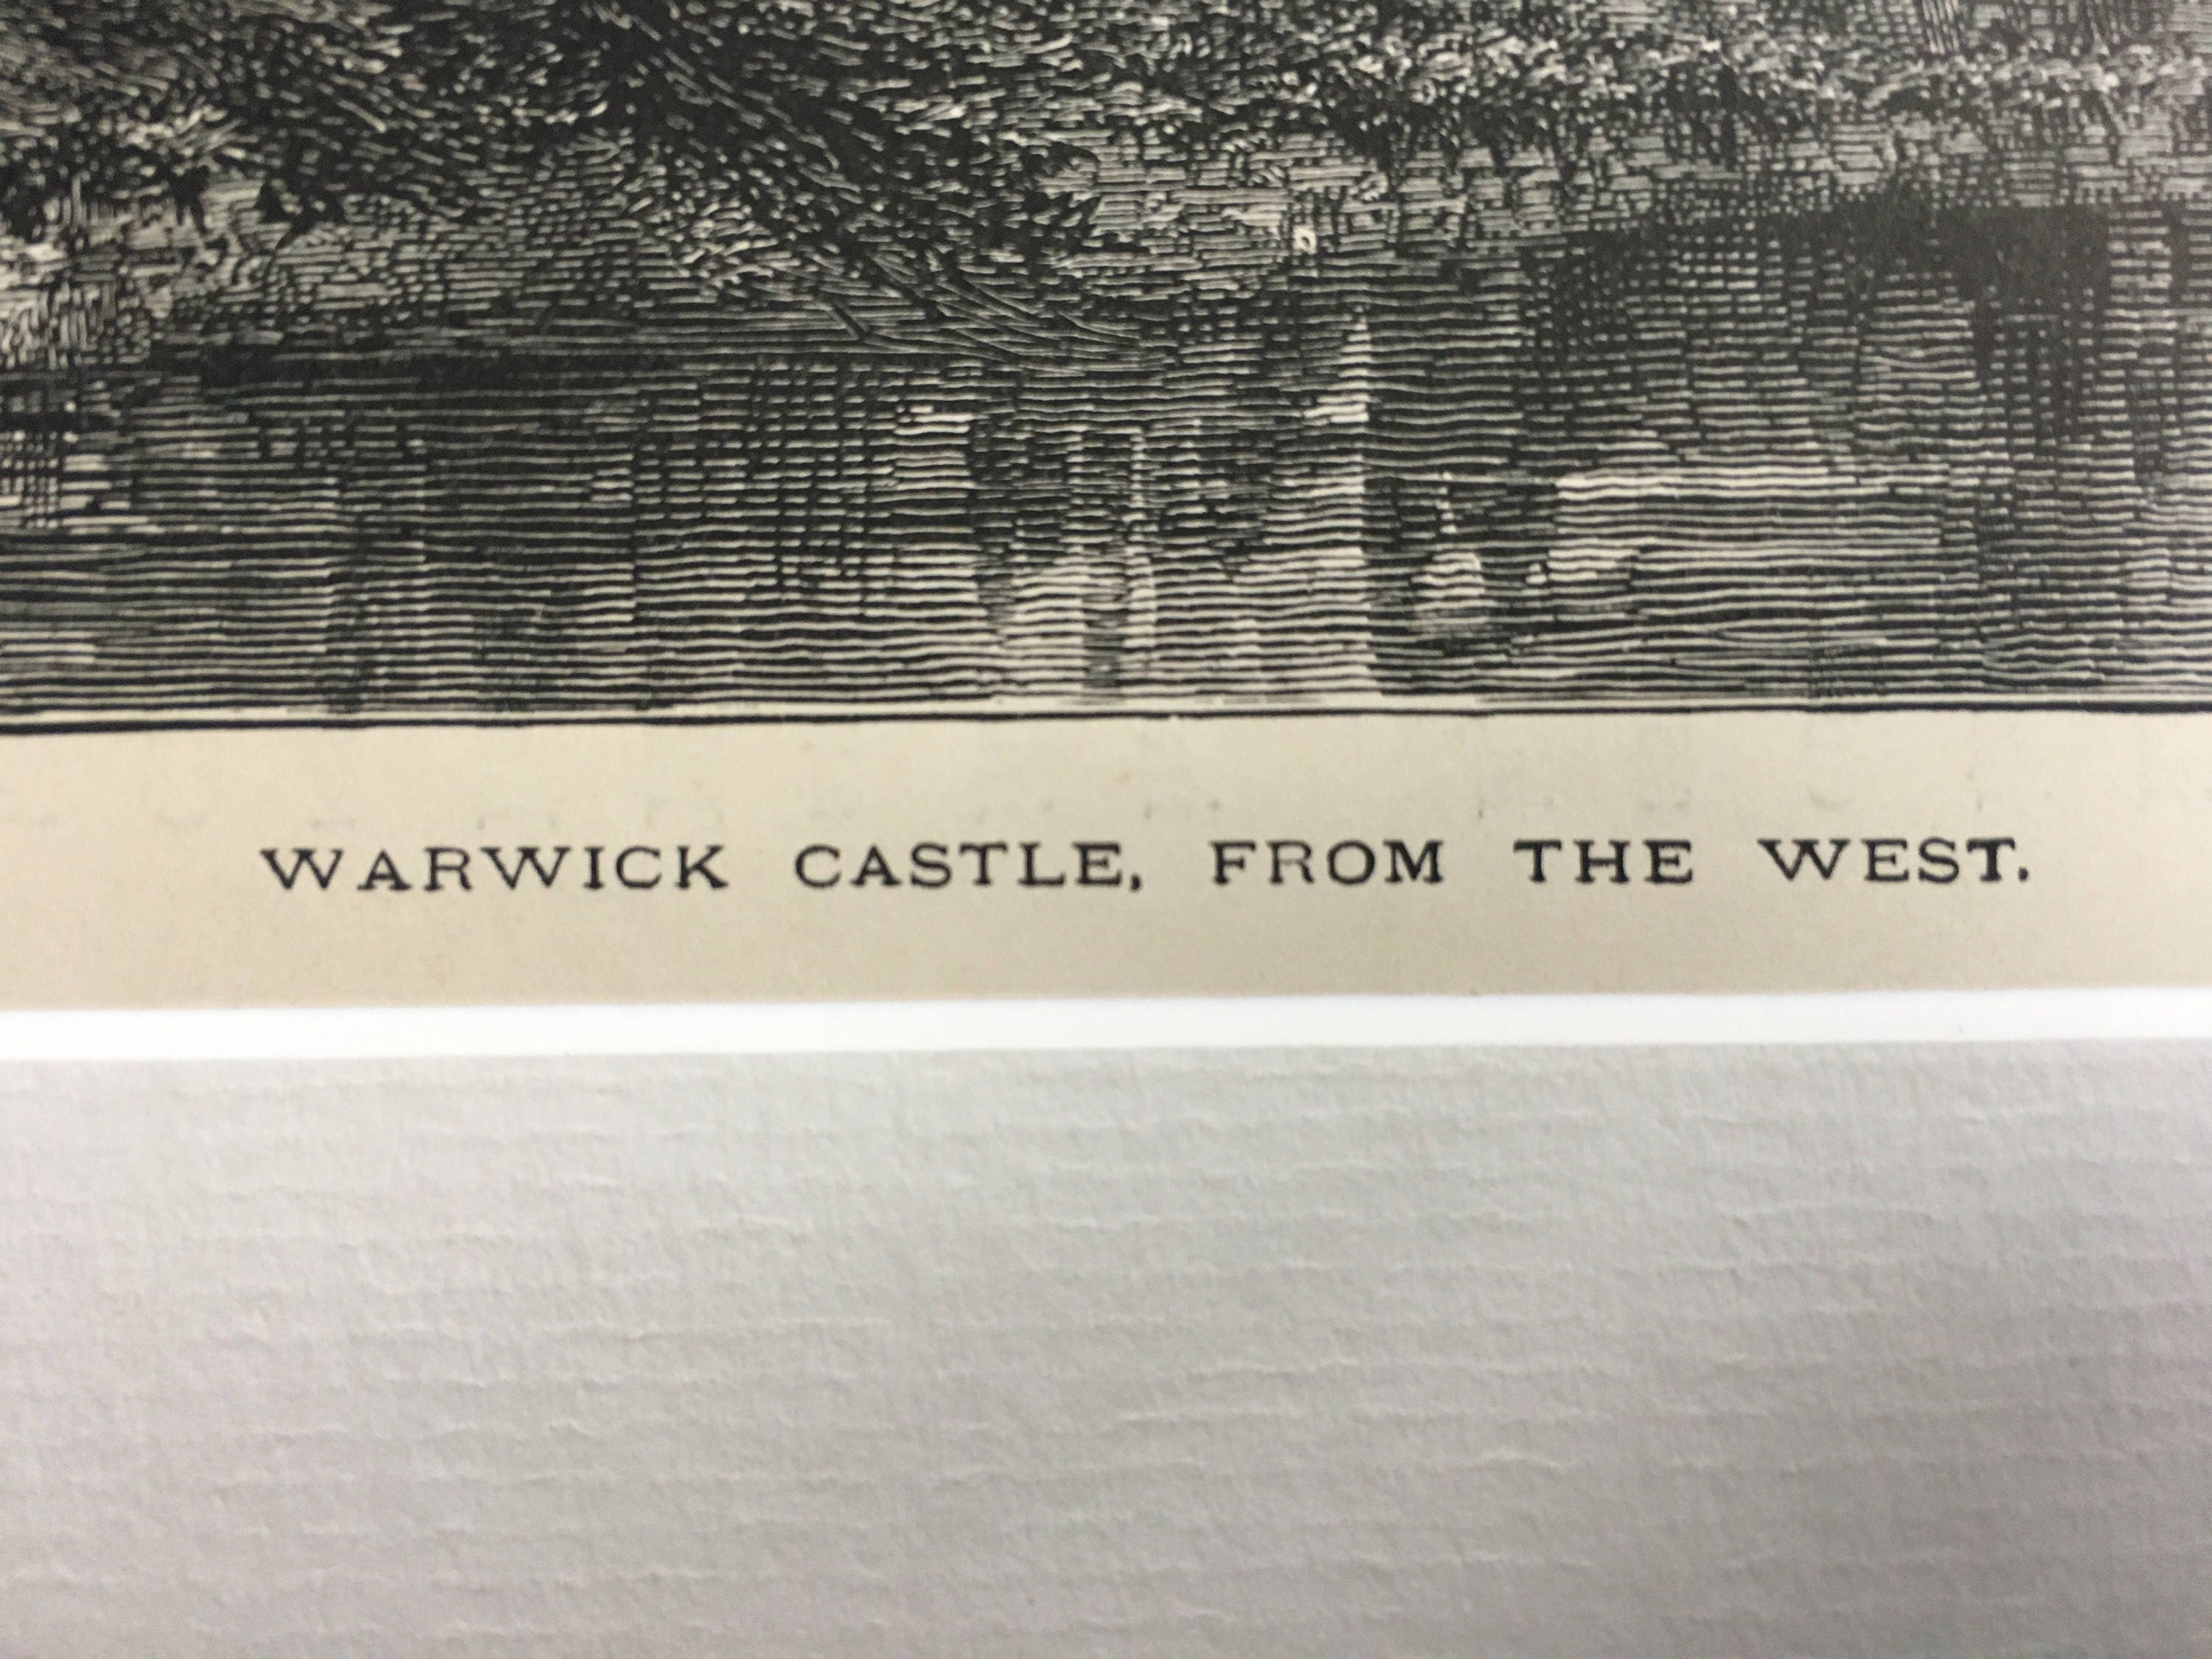 WARWICK CASTLE, FROM THE WEST.